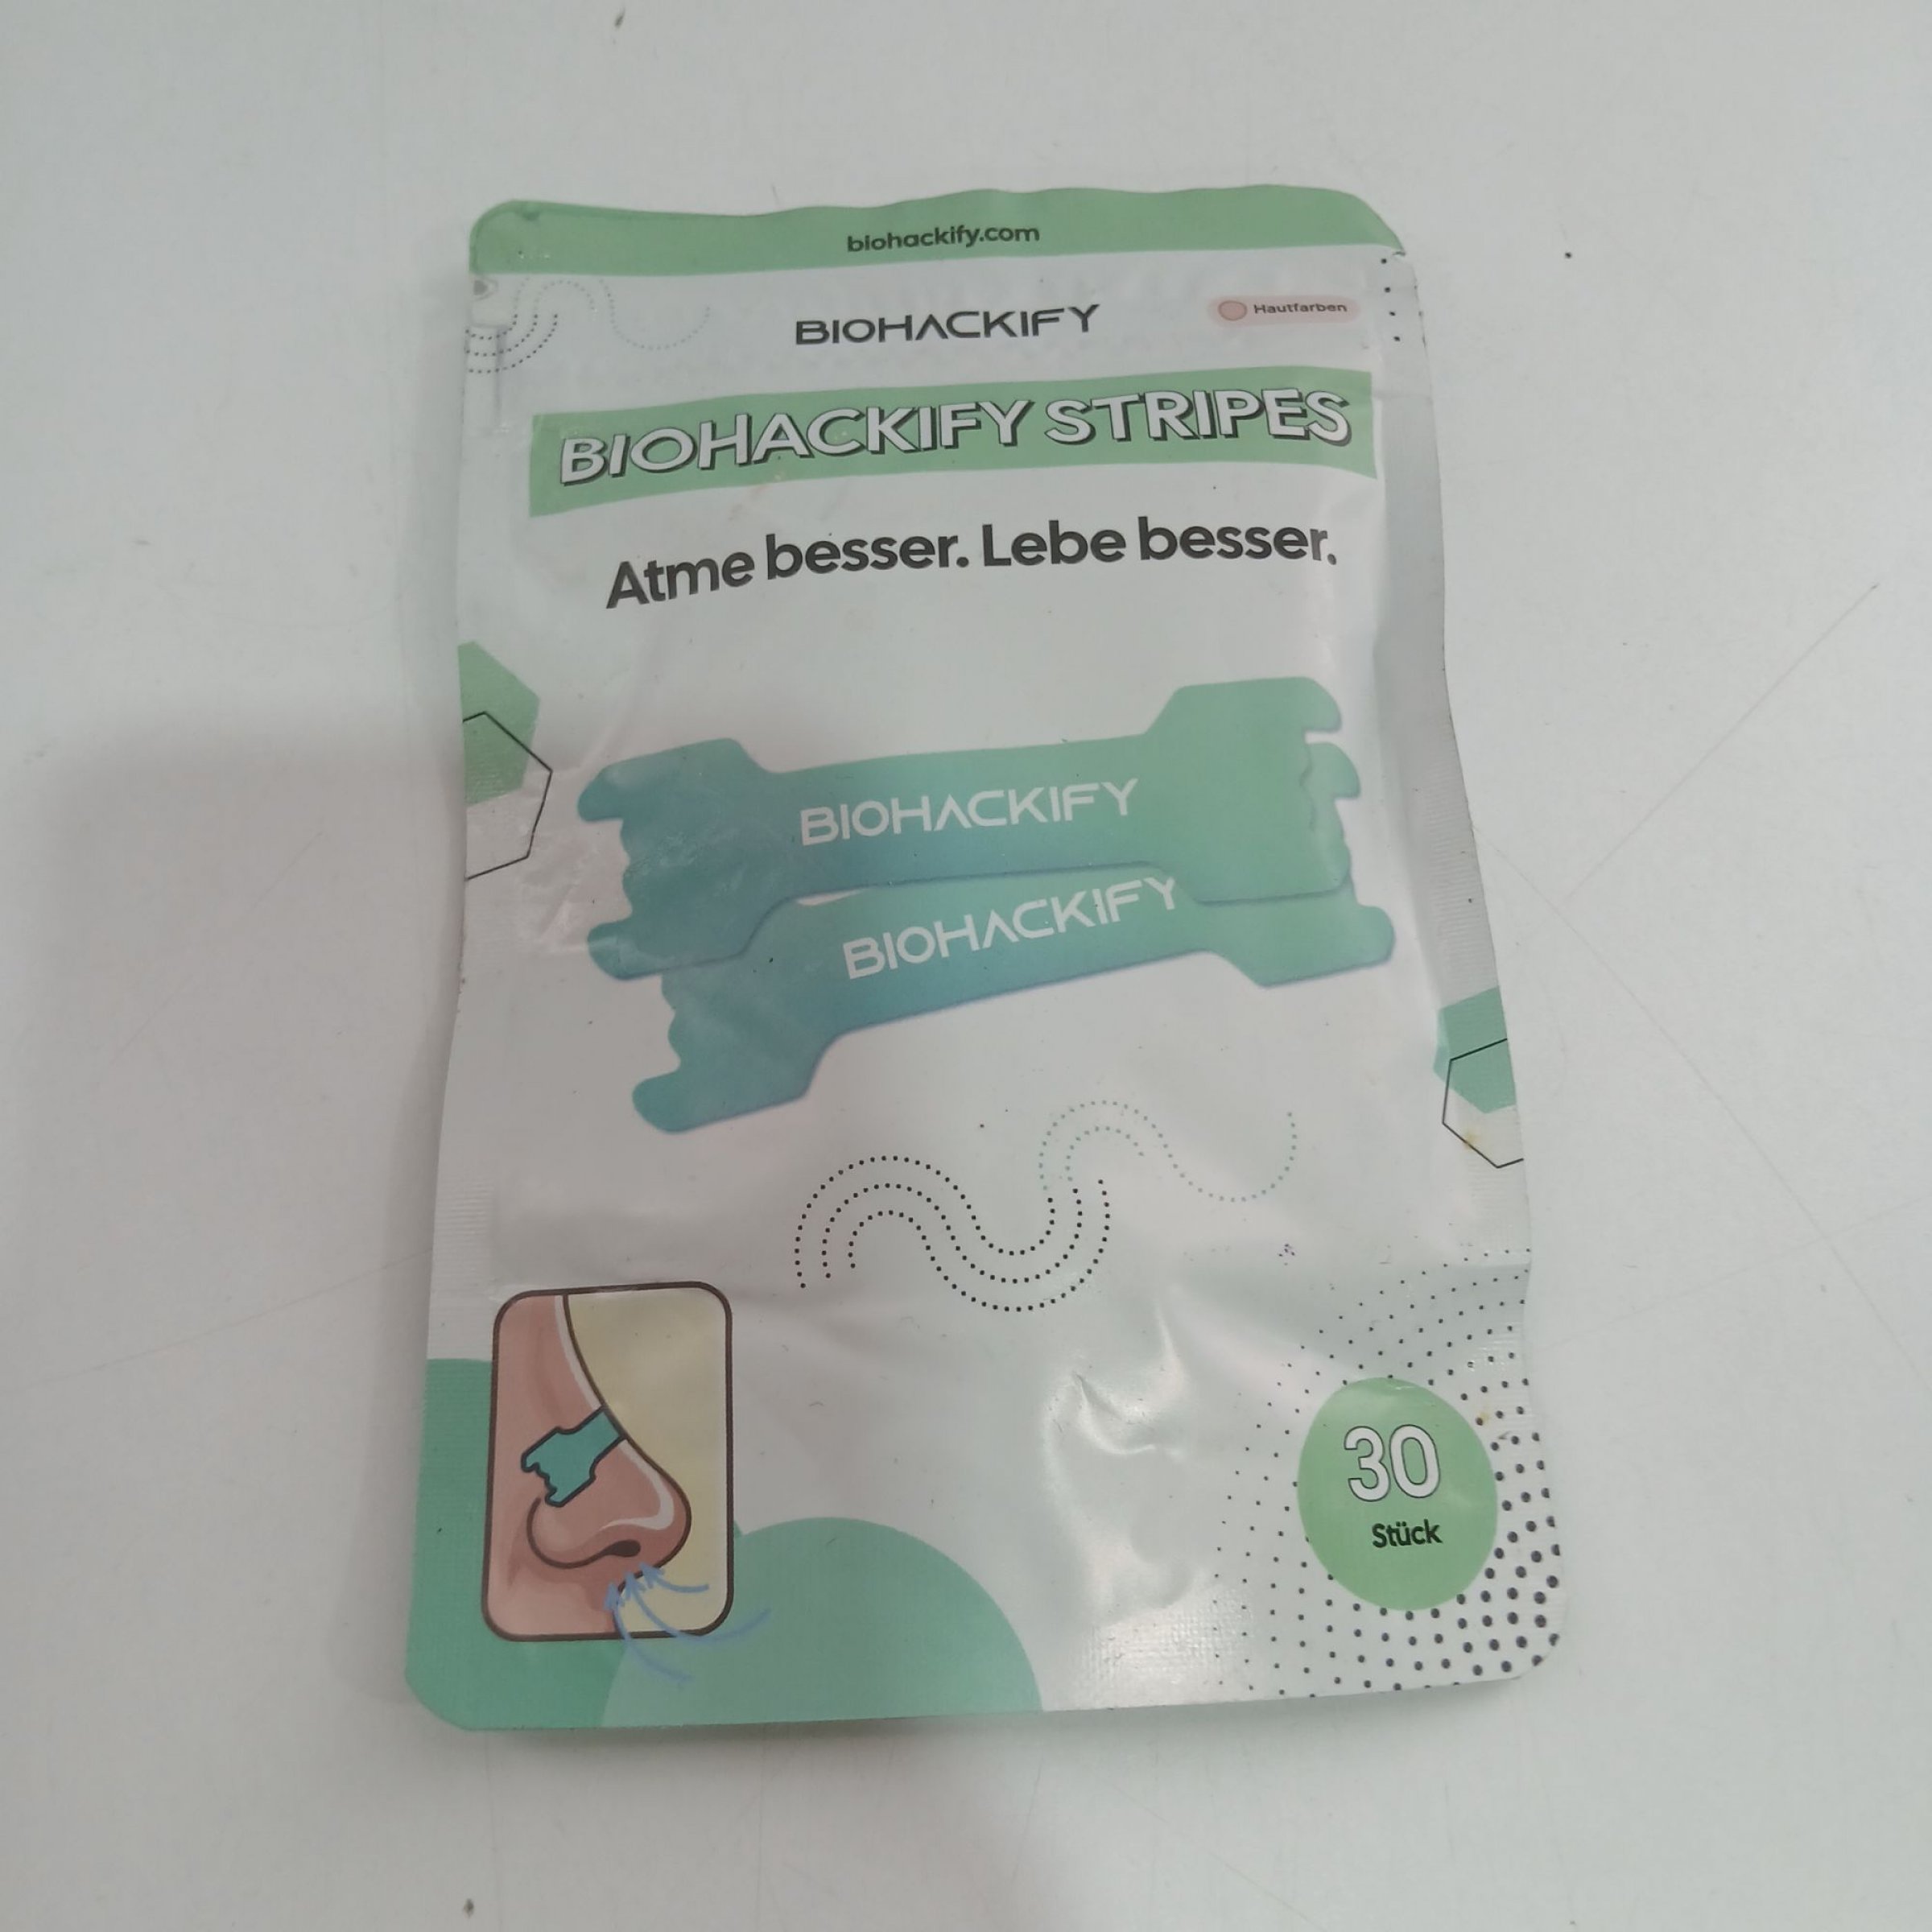 biohackify.com
BIOHACKIFY
Hautfarben
BIOHACKIFY STRIPES
Atme besser. Lebe besser.
BIOHACKIFY
BIOHACKIFY
30
Stück